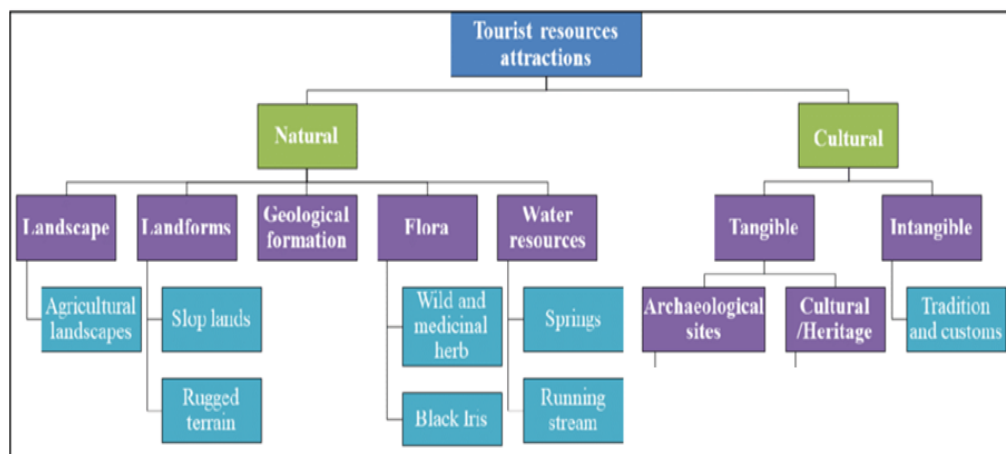 Tourist resources
attractions
Natural
Cultural
Landscape
Landforms
Geological
formation
Flora
Water
resources
Tangible
Intangible
Agricultural
landscapes
Slop lands
Wild and
medicinal
herb
Springs
Archaeological
sites
Cultural
/Heritage
Tradition
and customs
Rugged
terrain
Black Iris
Running
stream